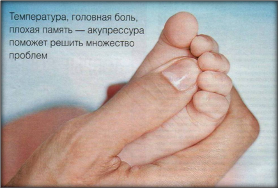 Температура, головная боль,
плохая память — акупрессура
поможет решить множество
проблем